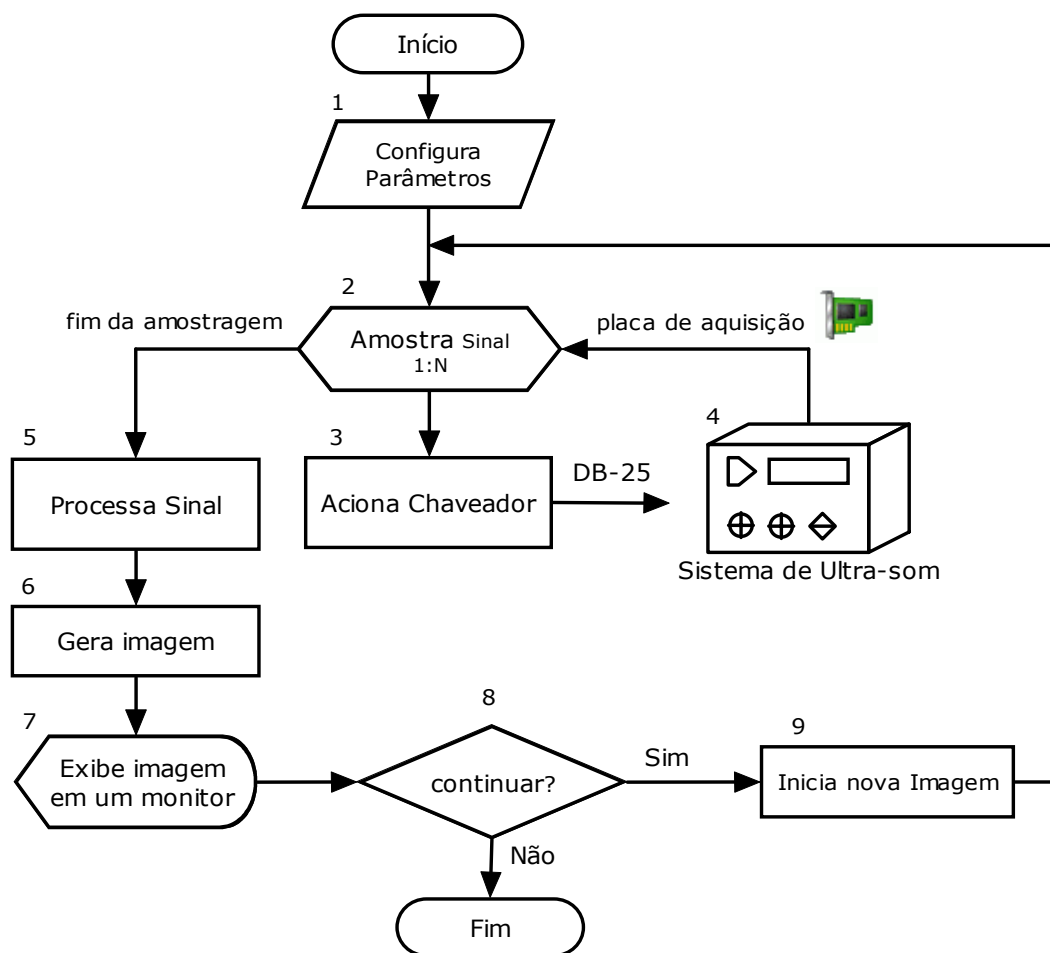 Início
1
Configura
Parâmetros
2
fim da amostragem
Amostra Sinal
1:N
placa de aquisição
3
Aciona Chaveador
DB-25
4
Sistema de Ultra-som
5
Processa Sinal
6
Gera imagem
7
Exibe imagem
em um monitor
8
continuar?
Sim
Não
9
Inicia nova Imagem
Fim